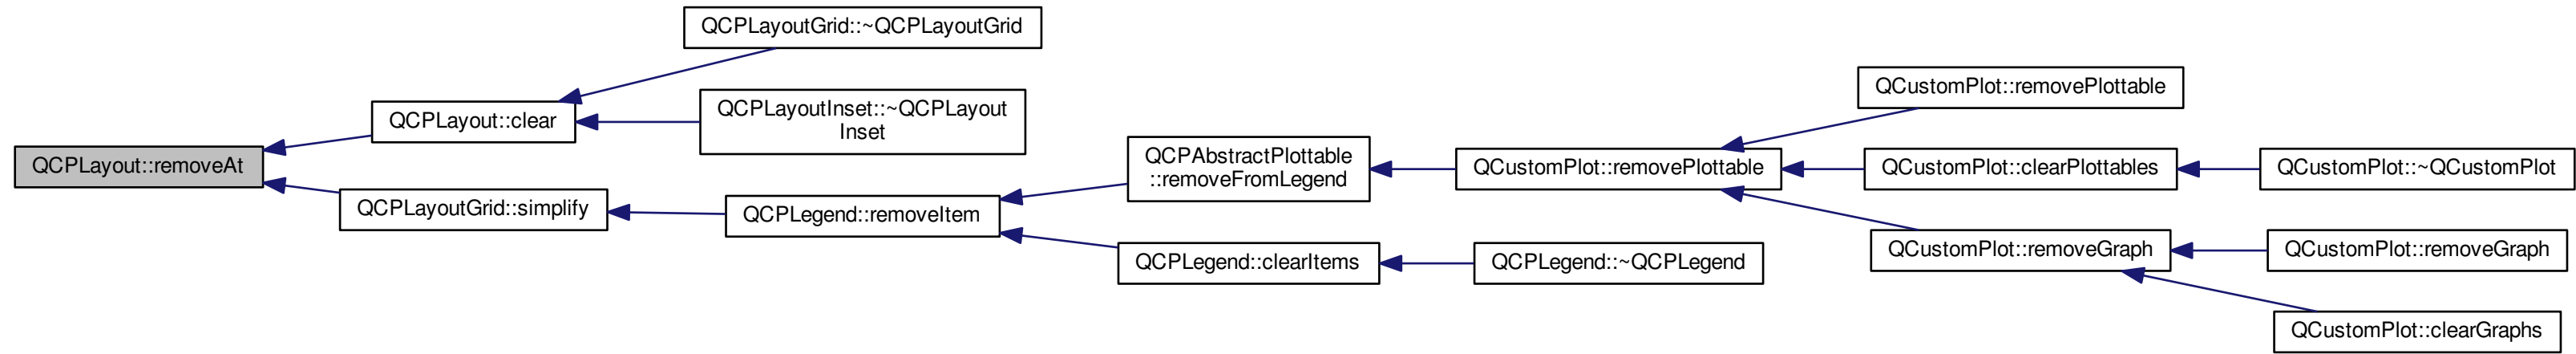 QCPLayout::removeAt
QCPLayout::clear
QCPLayoutGrid::~QCPLayoutGrid
QCPLayoutInset::~QCPLayout
Inset
QCPLayoutGrid::simplify
QCPLegend::removeItem
QCPAbstractPlottable
::removeFromLegend
QCustomPlot::removePlottable
QCustomPlot::removePlottable
QCustomPlot::clearPlottables
QCustomPlot::~QCustomPlot
QCustomPlot::removeGraph
QCustomPlot::removeGraph
QCustomPlot::clearGraphs
QCPLegend::clearItems
QCPLegend::~QCPLegend